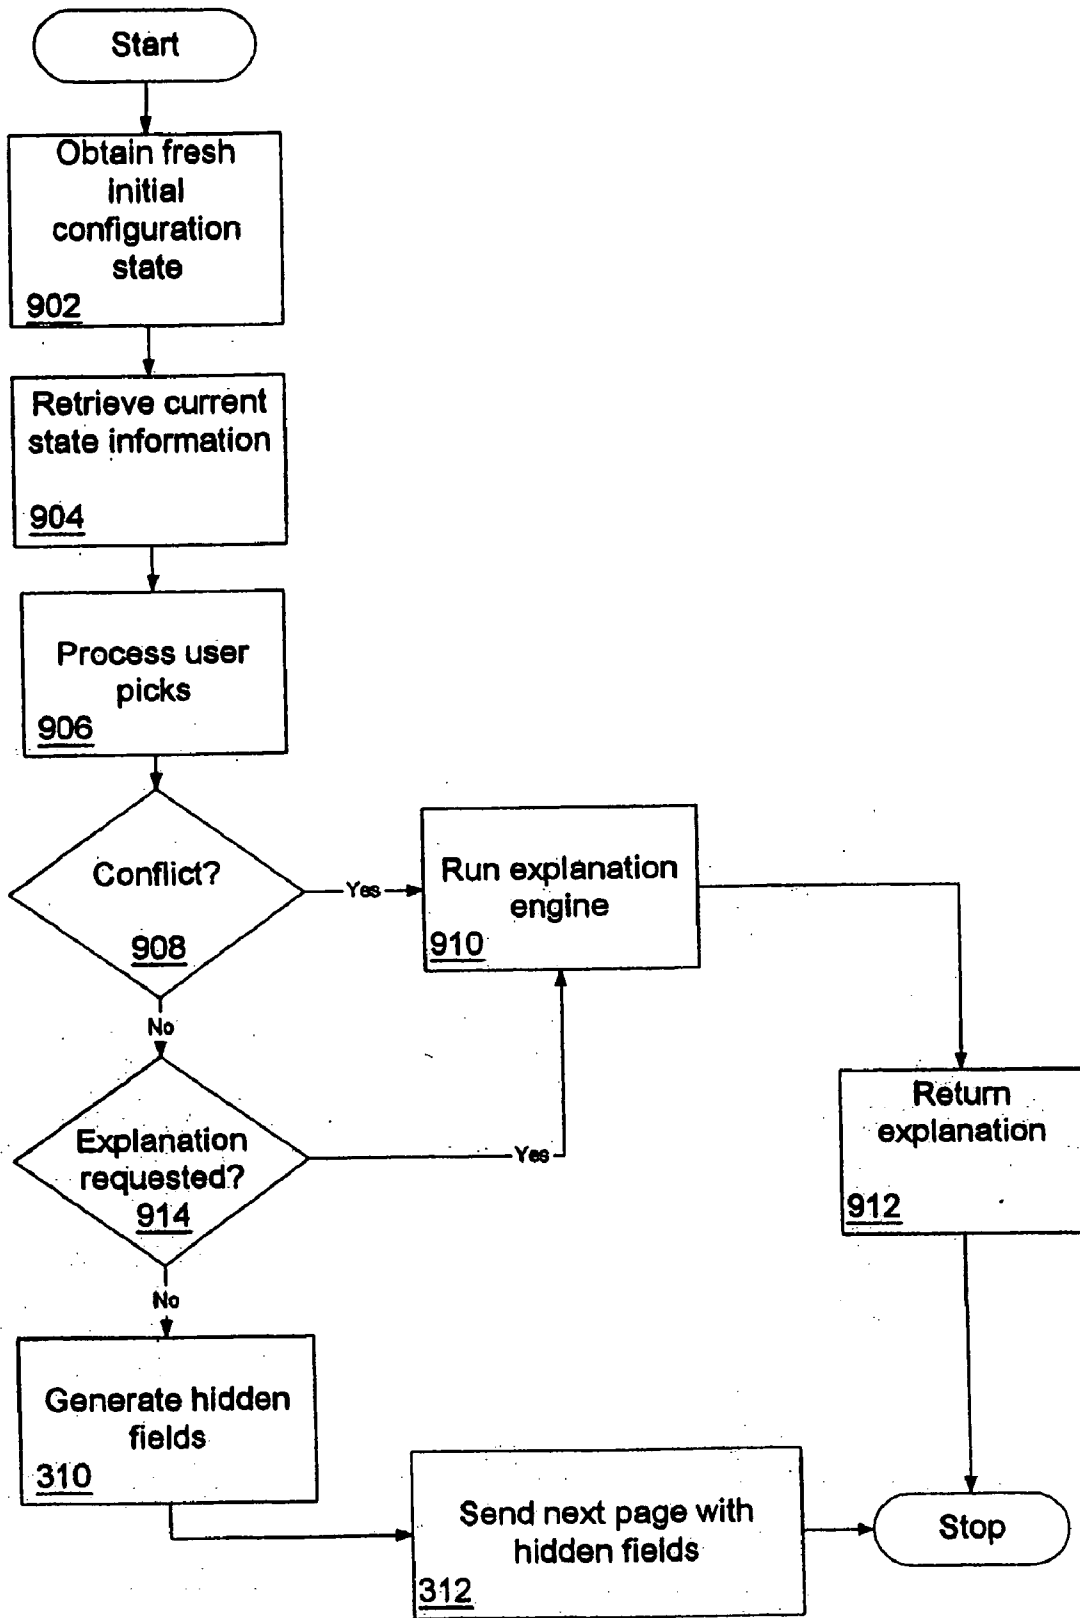 Start
Obtain fresh
initial
configuration
state
902
Retrieve current
state information
904
Process user
picks
906
Conflict?
908
Yes
Run explanation
engine
910
No
Explanation
requested?
914
Yes
Return
explanation
912
No
Generate hidden
fields
310
Send next page with
hidden fields
312
Stop